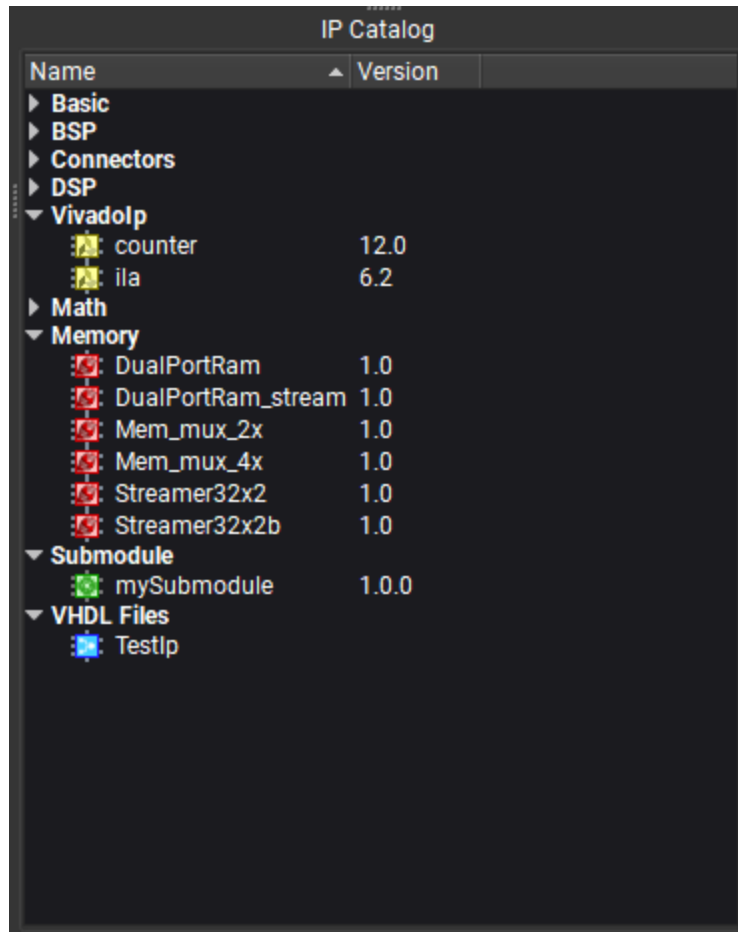 IP Catalog
Name Version
Basic
BSP
Connectors
DSP
VivadoIp
counter 12.0
ila 6.2
Math
Memory
DualPortRam 1.0
DualPortRam_stream 1.0
Mem_mux_2x 1.0
Mem_mux_4x 1.0
Streamer32x2 1.0
Streamer32x2b 1.0
Submodule
mySubmodule 1.0.0
VHDL Files
TestIp